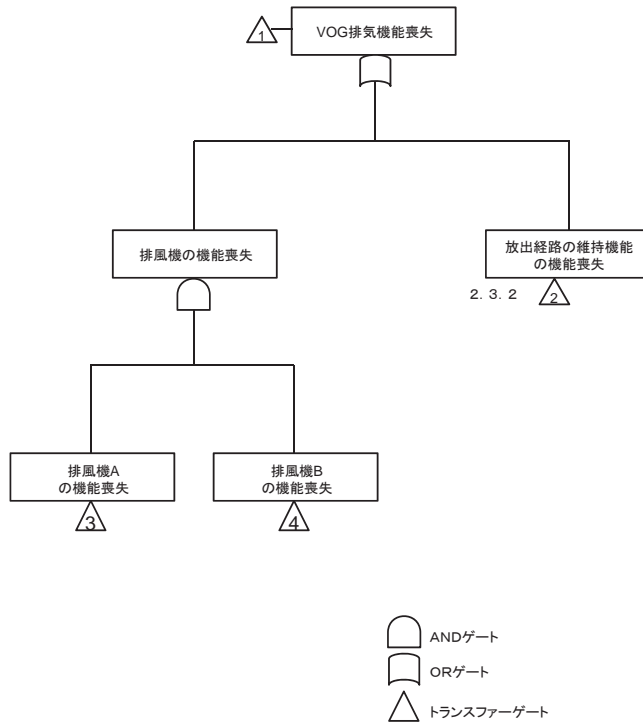 VOG排気機能喪失
1
排風機の機能喪失
放出経路の維持機能
の機能喪失
2. 3. 2
2
排風機A
の機能喪失
排風機B
の機能喪失
3
4
ANDゲート
ORゲート
トランスファーゲート